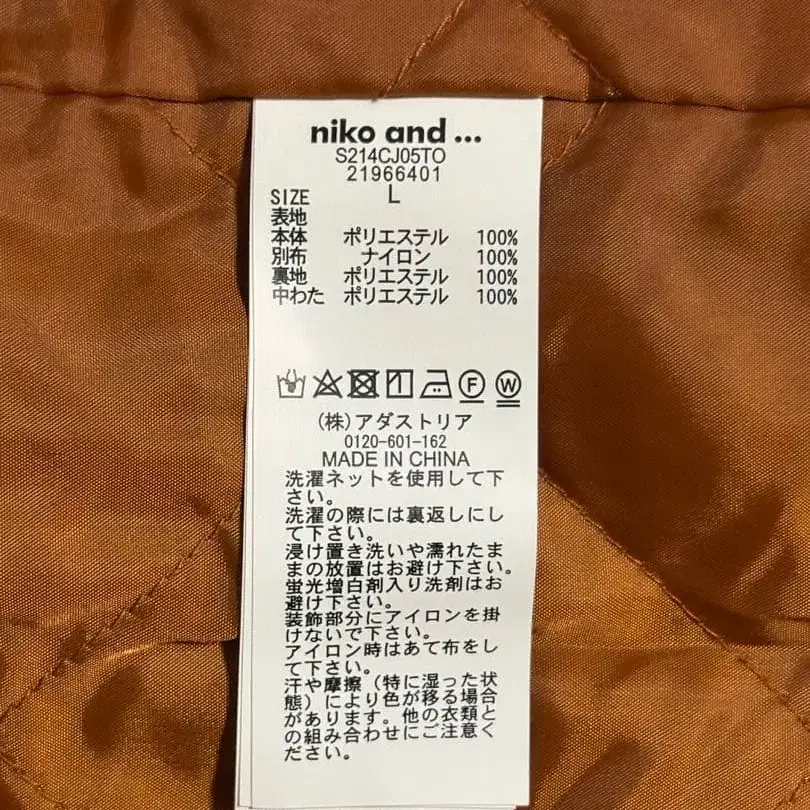 niko and ...
S214CJ05TO
21966401
SIZE L
表地
本体 ポリエステル 100%
別布 ナイロン 100%
裏地 ポリエステル 100%
中わた ポリエステル 100%
F W
(株)アダストリア
0120-601-162
MADE IN CHINA
洗濯ネットを使用して下
さい。
洗濯の際には裏返しにし
て下さい。
浸け置き洗いや濡れたま
まの放置はお避け下さい。
蛍光増白剤入り洗剤はお
避け下さい。
装飾部分にアイロンを掛
けないで下さい。
アイロン時はあて布をし
て下さい。
汗や摩擦(特に湿った状
態)により色が移る場合
があります。他の衣類と
の組み合わせにご注意く
ださい。